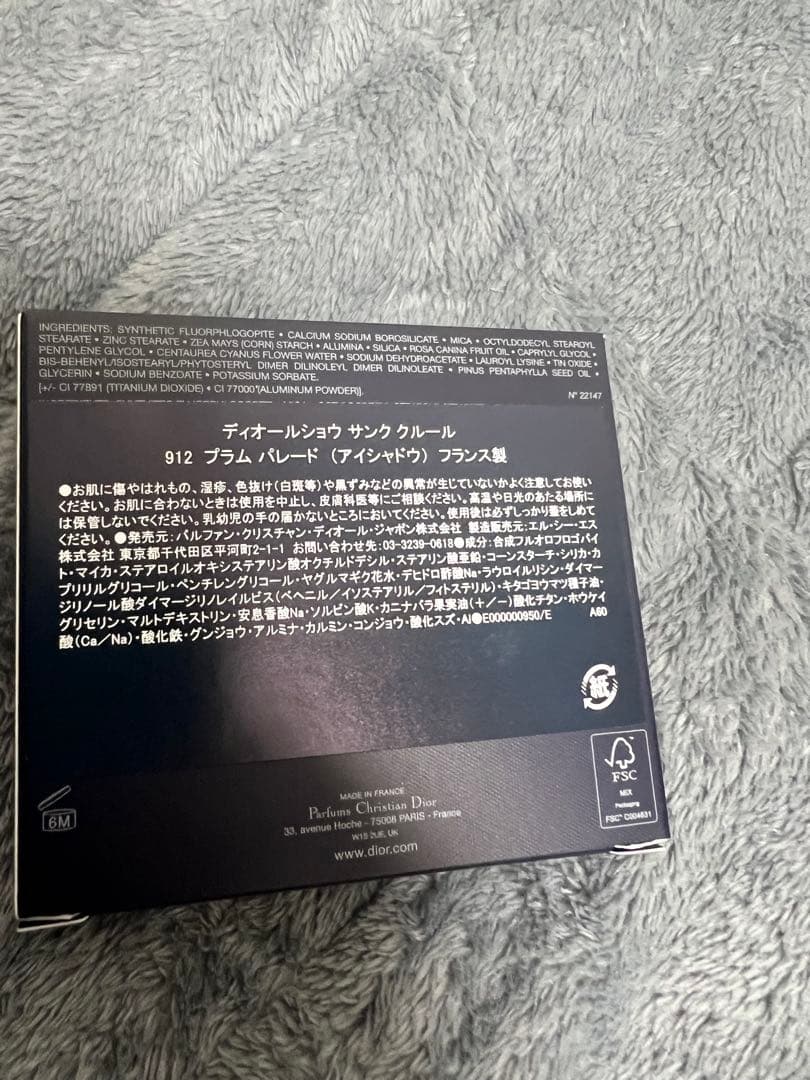 INGREDIENTS: SYNTHETIC FLUORPHLOGOPITE • CALCIUM SODIUM BOROSILICATE • MICA • OCTYLDODECYL STEAROYL
STEARATE • ZINC STEARATE • ZEA MAYS (CORN) STARCH • ALUMINA • SILICA • ROSA CANINA FRUIT OIL • CAPRYLYL GLYCOL •
PENTYLENE GLYCOL • CENTAUREA CYANUS FLOWER WATER • SODIUM DEHYDROACETATE • LAUROYL LYSINE • TIN OXIDE •
BIS-BEHENYL/ISOSTEARYL/PHYTOSTERYL DIMER DILINOLEYL DIMER DILINOLEATE • PINUS PENTAPHYLLA SEED OIL •
GLYCERIN • SODIUM BENZOATE • POTASSIUM SORBATE.
[+/- CI 77891 (TITANIUM DIOXIDE) • CI 77000 (ALUMINUM POWDER)]. N° 22147
ディオールショウ サンク クルール
912 プラム パレード (アイシャドウ) フランス製
●お肌に傷やはれもの、湿疹、色抜け(白斑等)や黒ずみなどの異常が生じていないかよく注意してお使い
ください。お肌に合わないときは使用を中止し、皮膚科医等にご相談ください。高温や日光のあたる場所に
は保管しないでください。乳幼児の手の届かないところにおいてください。使用後は必ずしっかり蓋をしめて
ください。●発売元:パルファン・クリスチャン・ディオール・ジャポン株式会社 製造販売元:エル・シー・エス
株式会社 東京都千代田区平河町2-1-1 お問い合わせ先:03-3239-0618●成分:合成フルオロフロゴパイ
ト・マイカ・ステアロイルオキシステアリン酸オクチルドデシル・ステアリン酸亜鉛・コーンスターチ・シリカ・カ
プリリルグリコール・ペンチレングリコール・ヤグルマギク花水・デヒドロ酢酸Na・ラウロイルリシン・ダイマー
ジリノール酸ダイマージリノレイルビス(ベヘニル/イソステアリル/フィトステリル)・キタゴヨウマツ種子油・
グリセリン・マルトデキストリン・安息香酸Na・ソルビン酸K・カニナバラ果実油(+/-)酸化チタン・ホウケイ
酸(Ca/Na)・酸化鉄・グンジョウ・アルミナ・カルミン・コンジョウ・酸化スズ・Al●E000000950/E A60
紙
FSC
MIX
Packaging
FSC® C004831
6M
MADE IN FRANCE
Parfums Christian Dior
33, avenue Hoche - 75008 PARIS - France
W1S 2UE, UK
www.dior.com